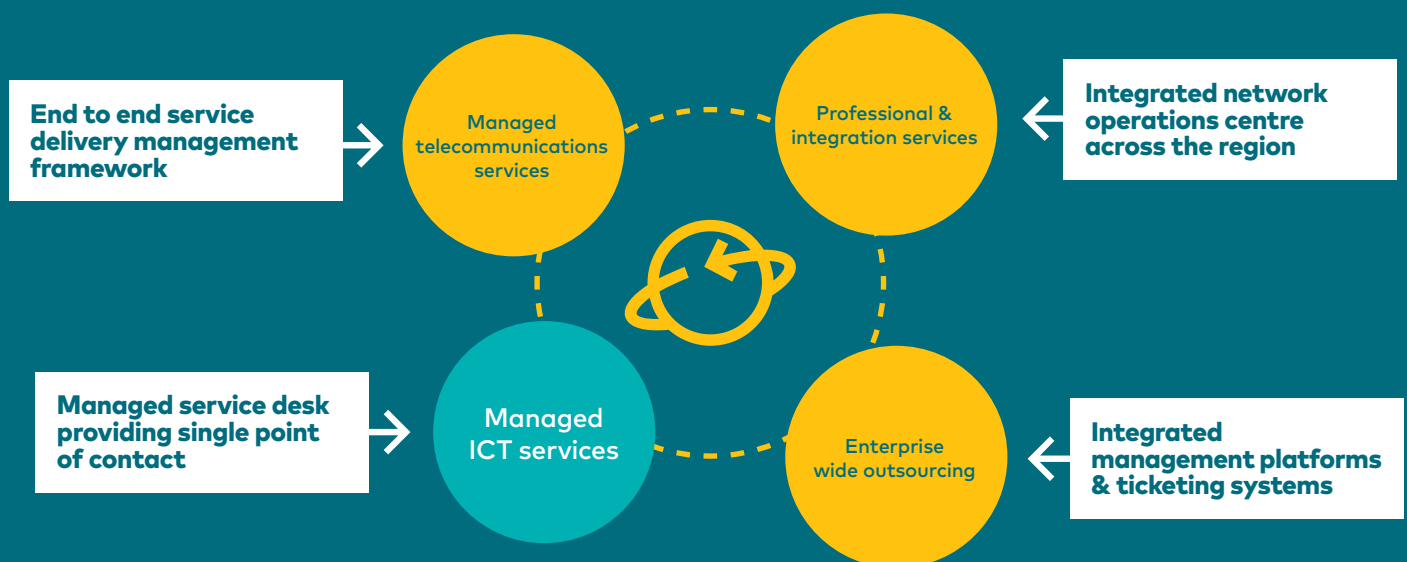 End to end service
delivery management
framework
Managed
telecommunications
services
Professional &
integration services
Integrated network
operations centre
across the region
Managed service desk
providing single point
of contact
Managed
ICT services
Enterprise
wide outsourcing
Integrated
management platforms
& ticketing systems